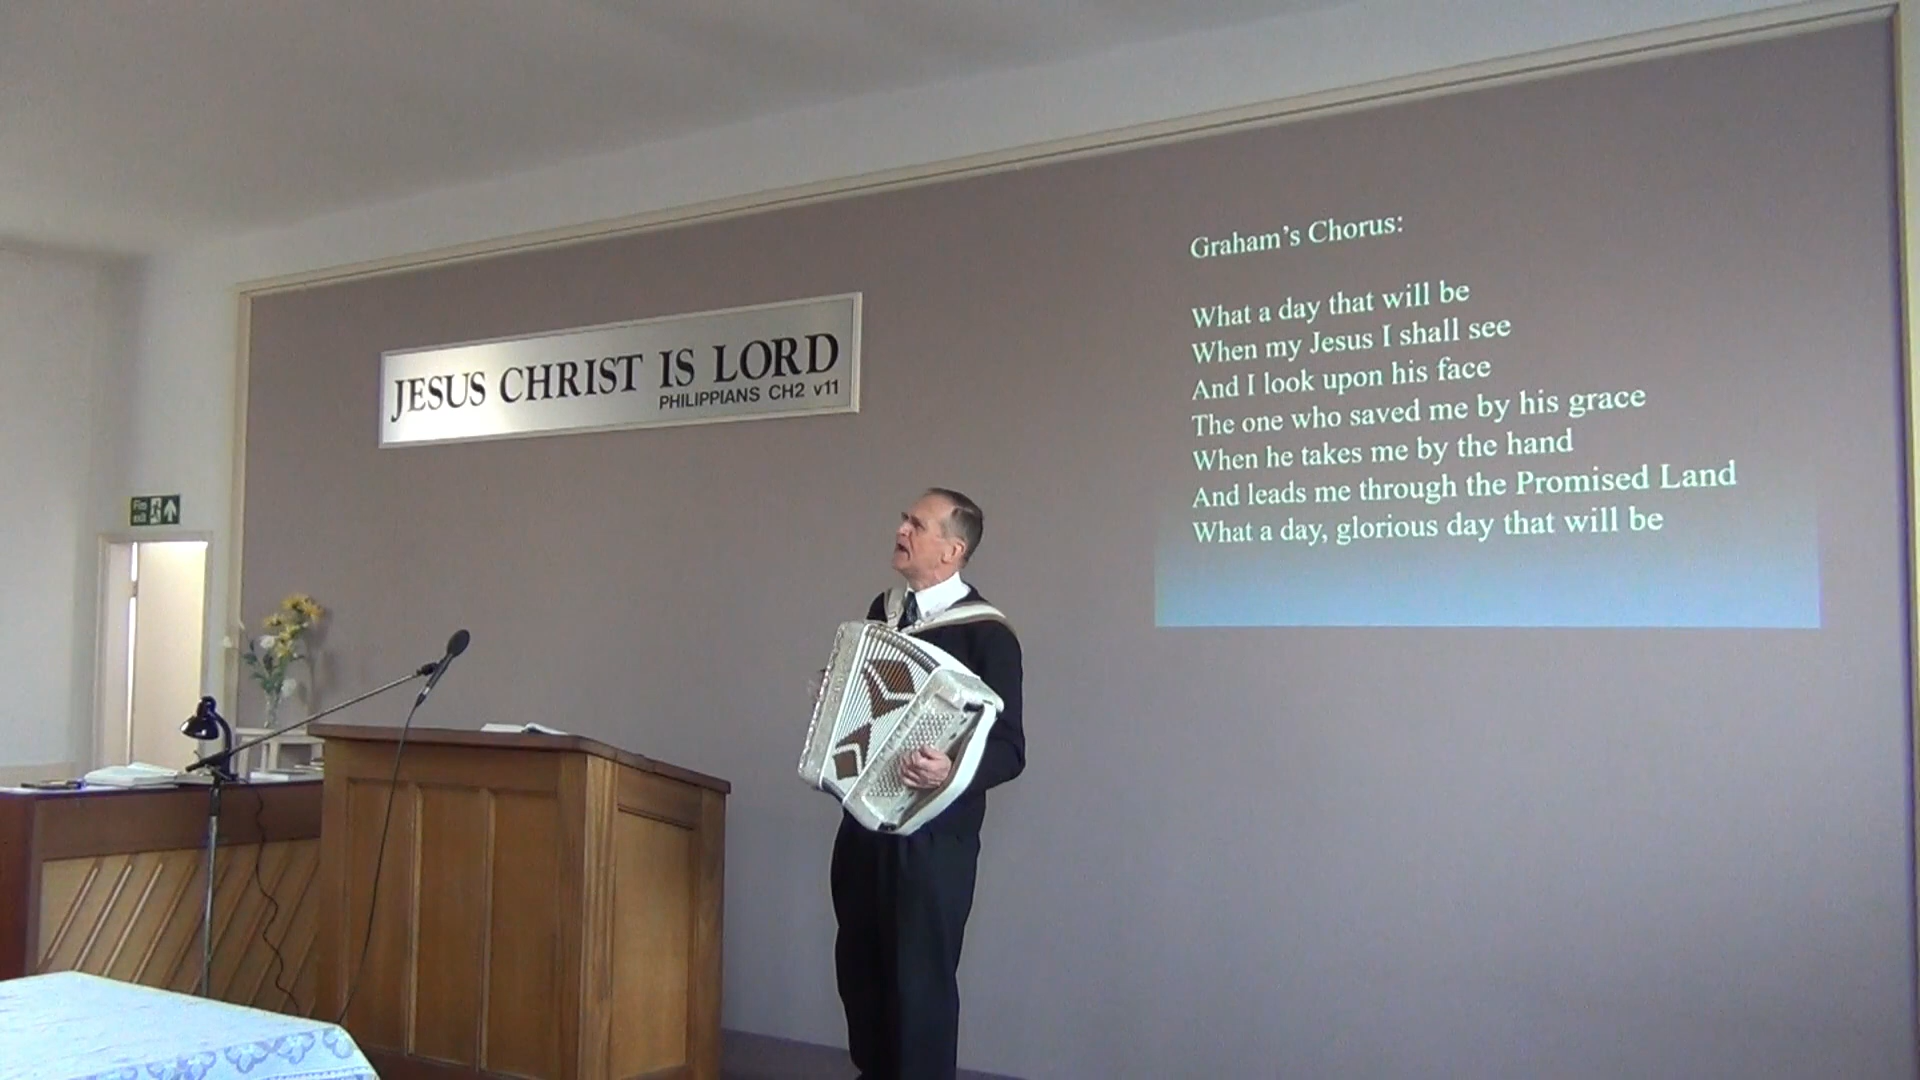 JESUS CHRIST IS LORD
PHILIPPIANS CH2 v11
Graham's Chorus:
What a day that will be
When my Jesus I shall see
And I look upon his face
The one who saved me by his grace
When he takes me by the hand
And leads me through the Promised Land
What a day, glorious day that will be
Fire
exit